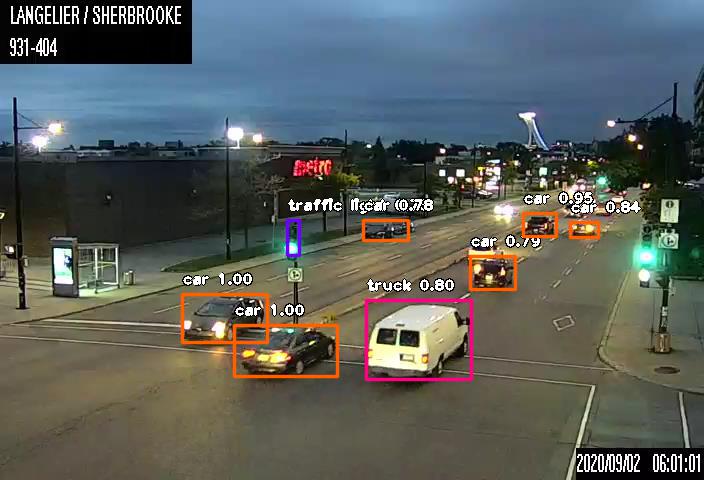 LANGELIER / SHERBROOKE
931-404
metro
car 0.95
car 0.84
car 0.78
car 0.79
car 1.00
truck 0.80
car 1.00
2020/09/02 06:01:01